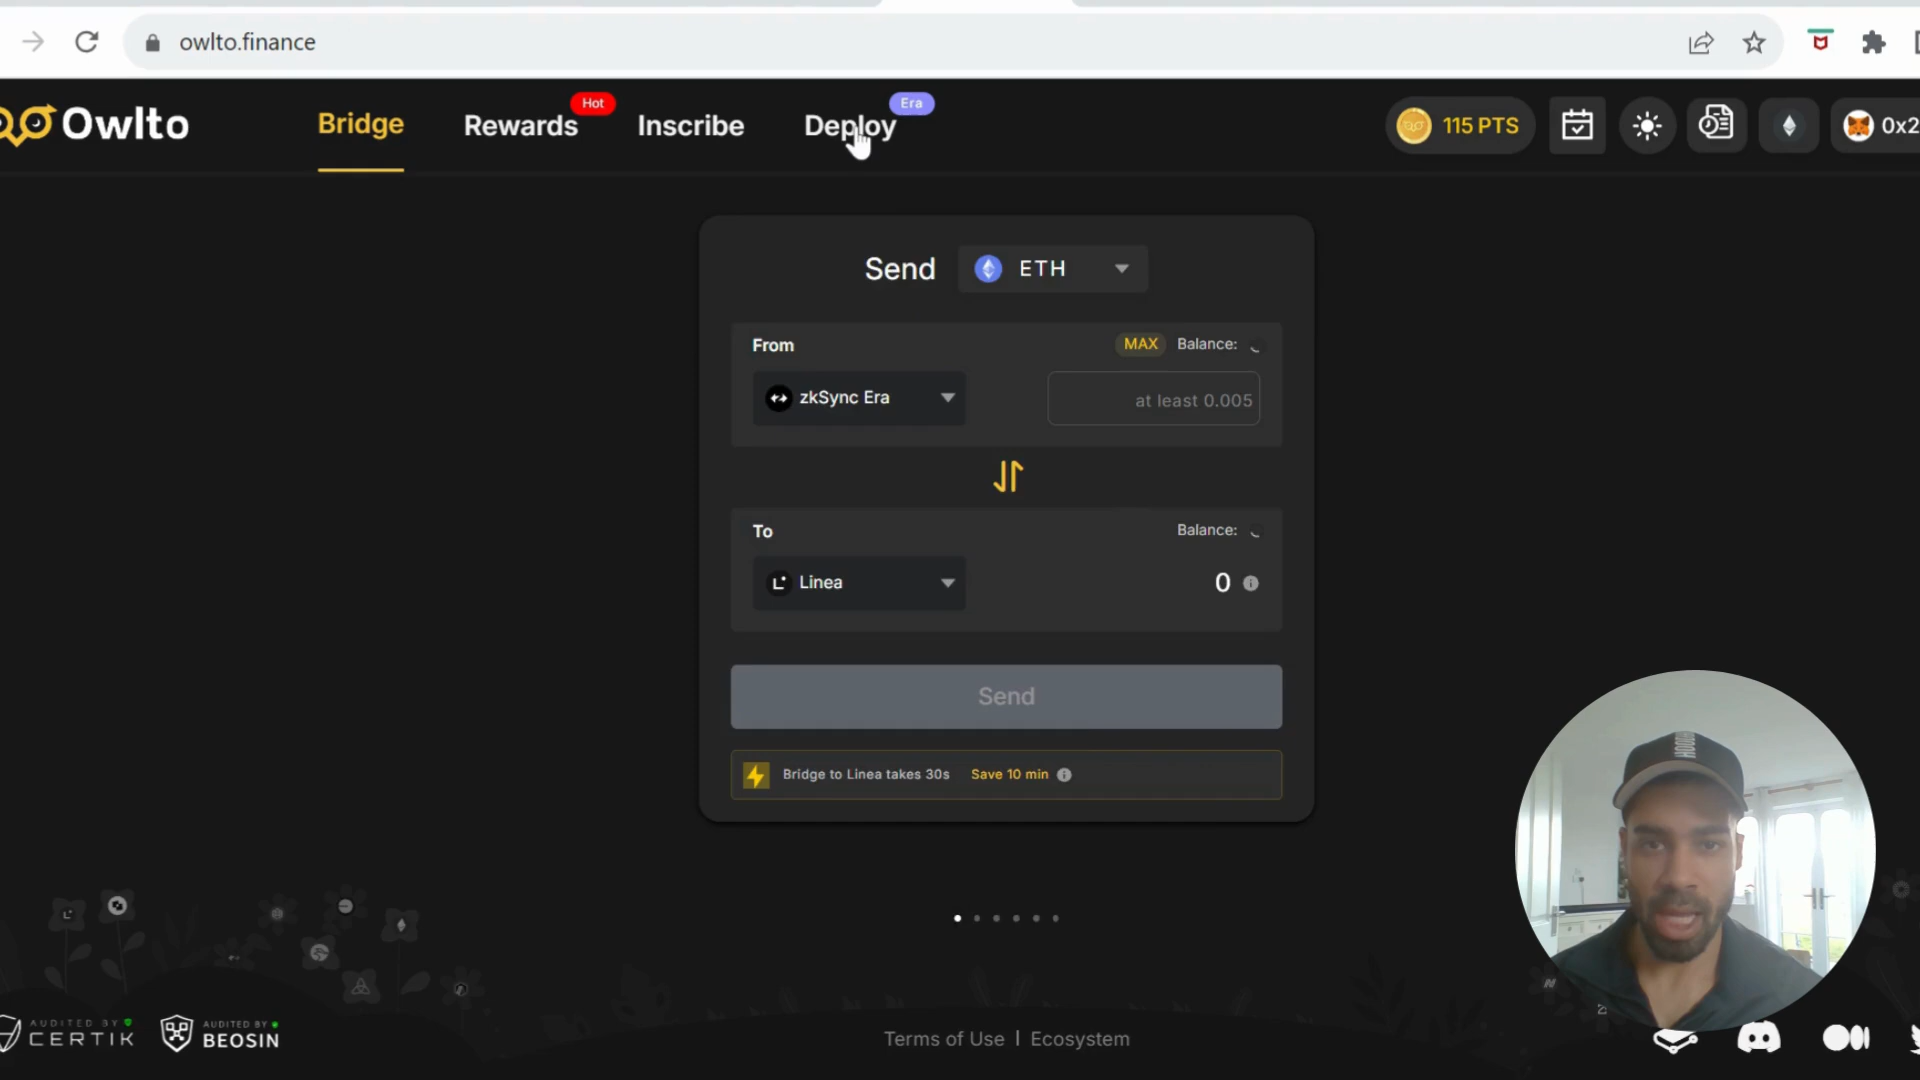 owlto.finance
Owlto
Bridge
Rewards
Hot
Inscribe
Deploy
Era
115 PTS
0x2
Send
ETH
From
MAX
Balance:
zkSync Era
at least 0.005
To
Balance:
Linea
0
Send
Bridge to Linea takes 30s Save 10 min
AUDITED BY
CERTIK
AUDITED BY
BEOSIN
Terms of Use | Ecosystem